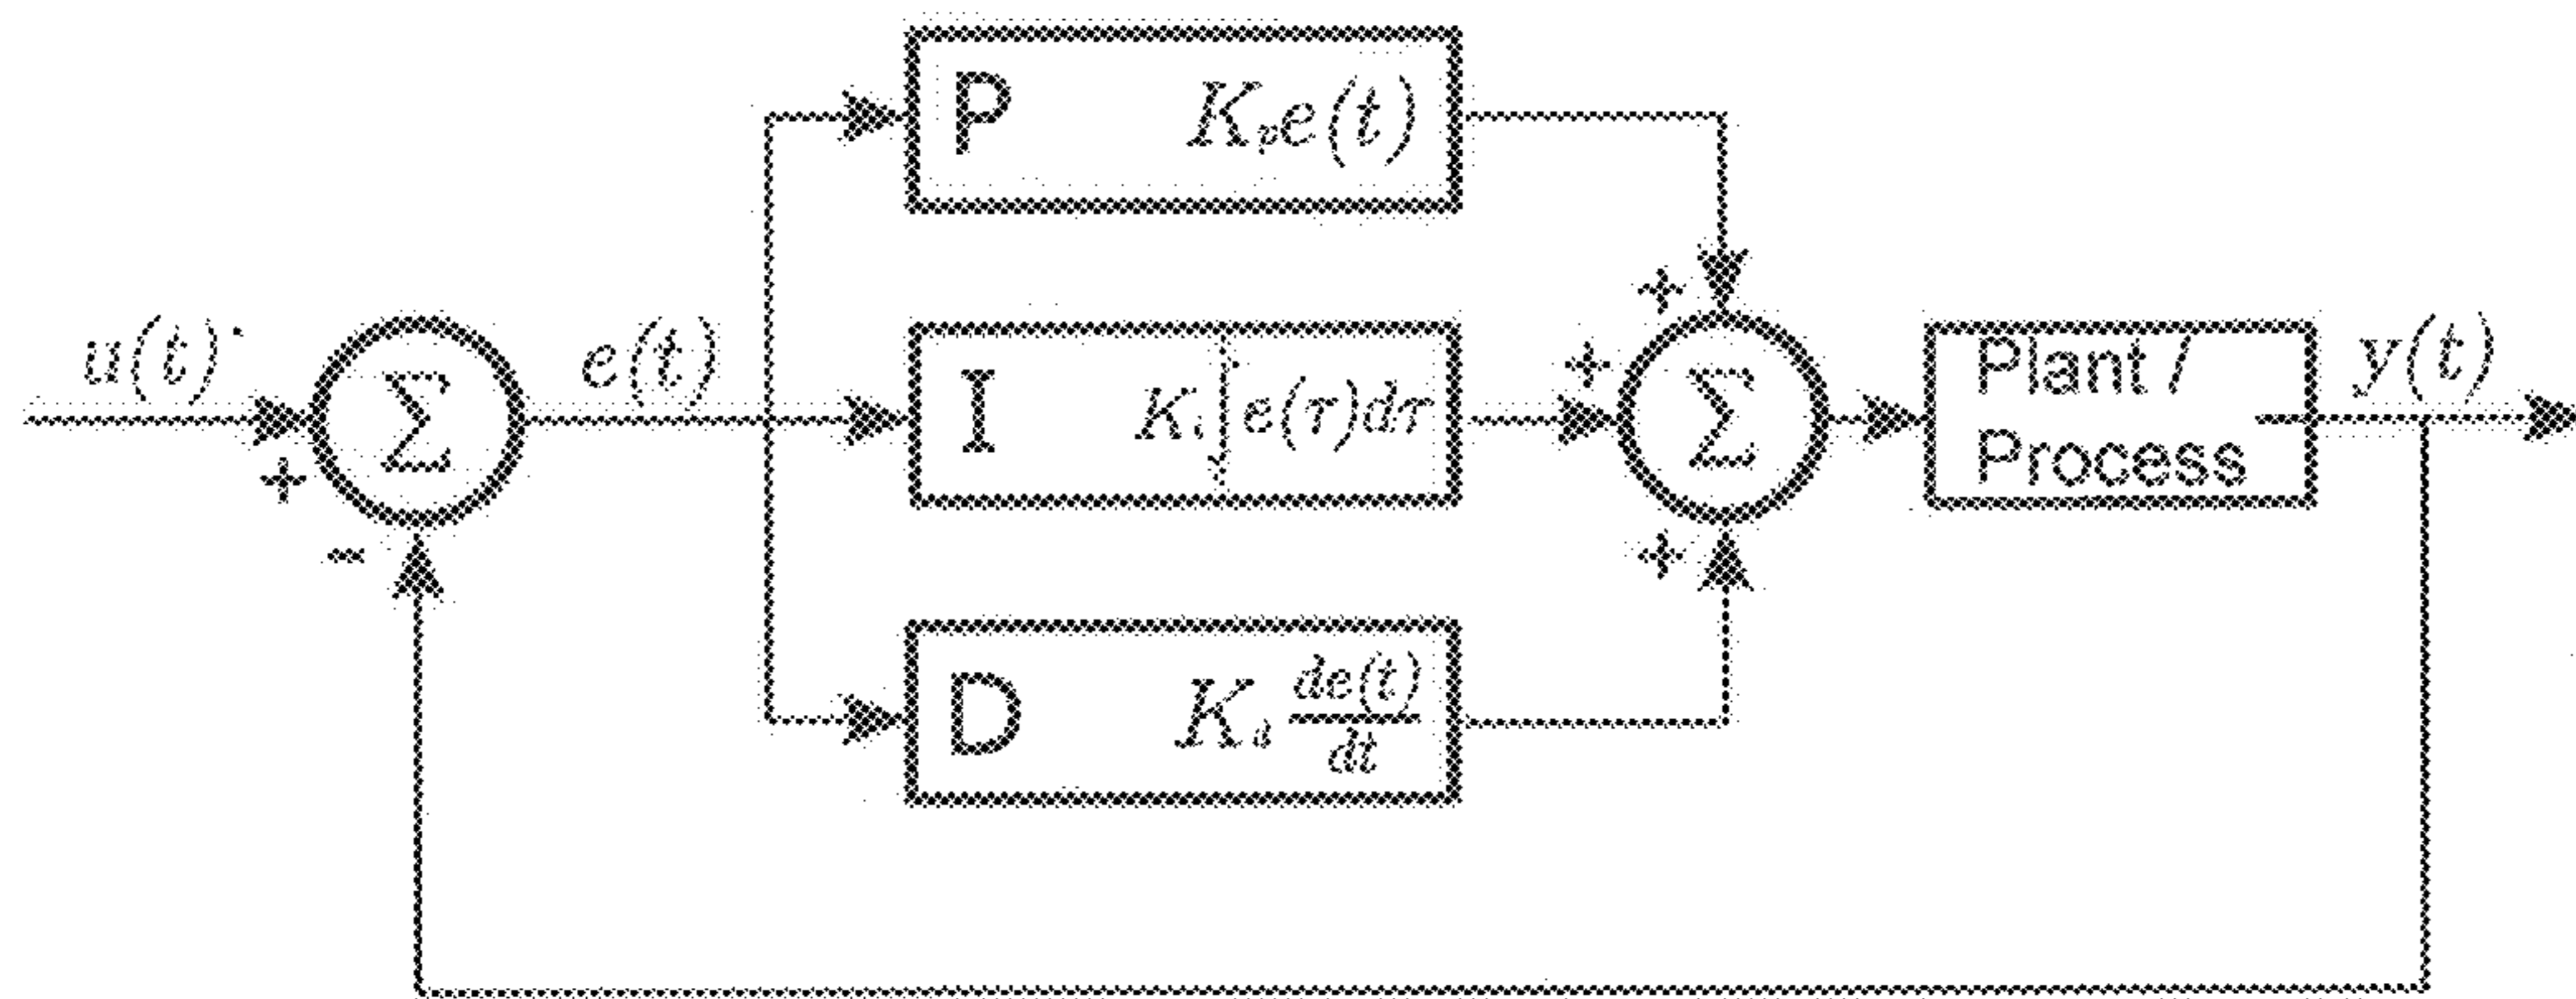 P K_p e(t)
+
u(t)
Σ
e(t)
I K_i ∫ e(τ)dτ
+
Σ
Plant /
Process
y(t)
+
−
+
D K_d de(t)/dt